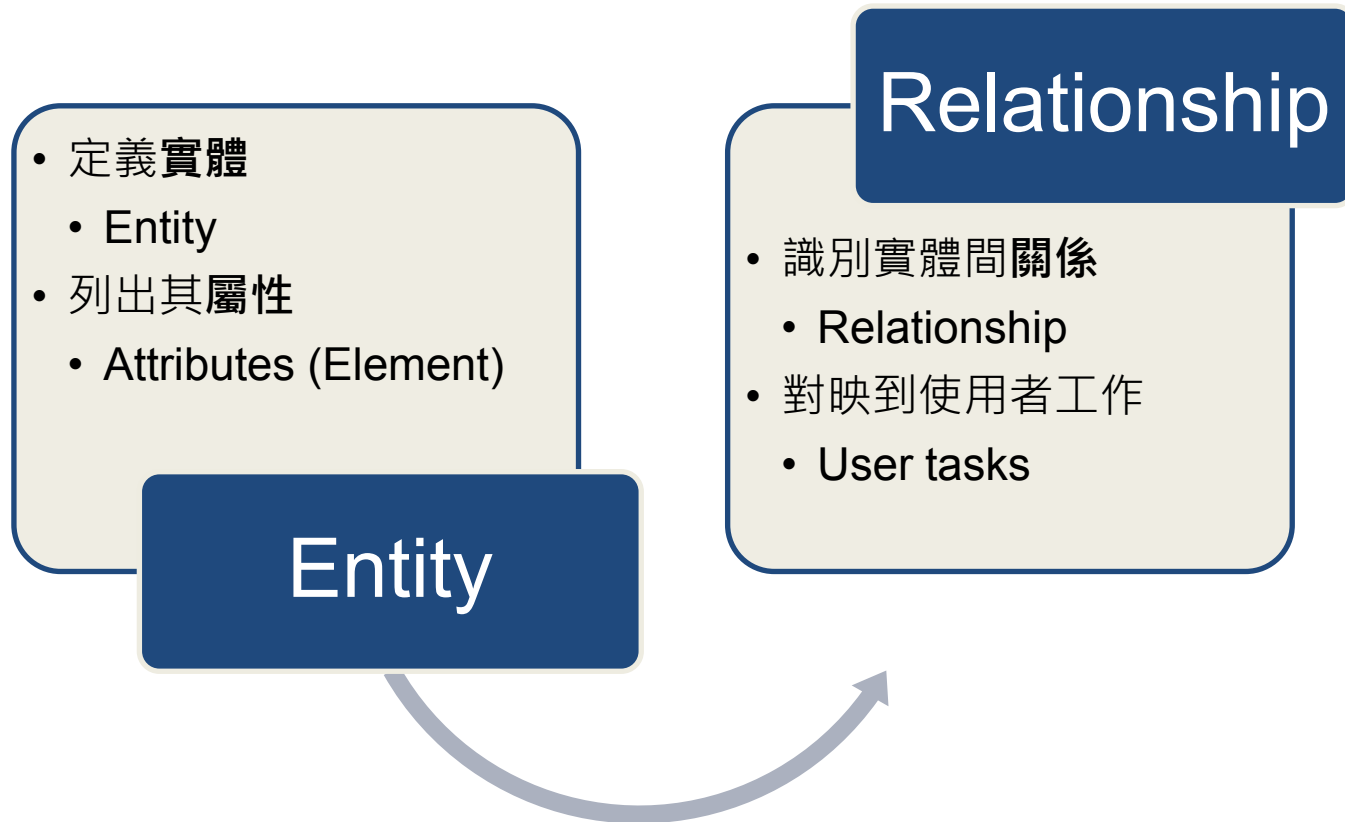 • 定義實體
• Entity
• 列出其屬性
• Attributes (Element)
Entity
Relationship
• 識別實體間關係
• Relationship
• 對映到使用者工作
• User tasks